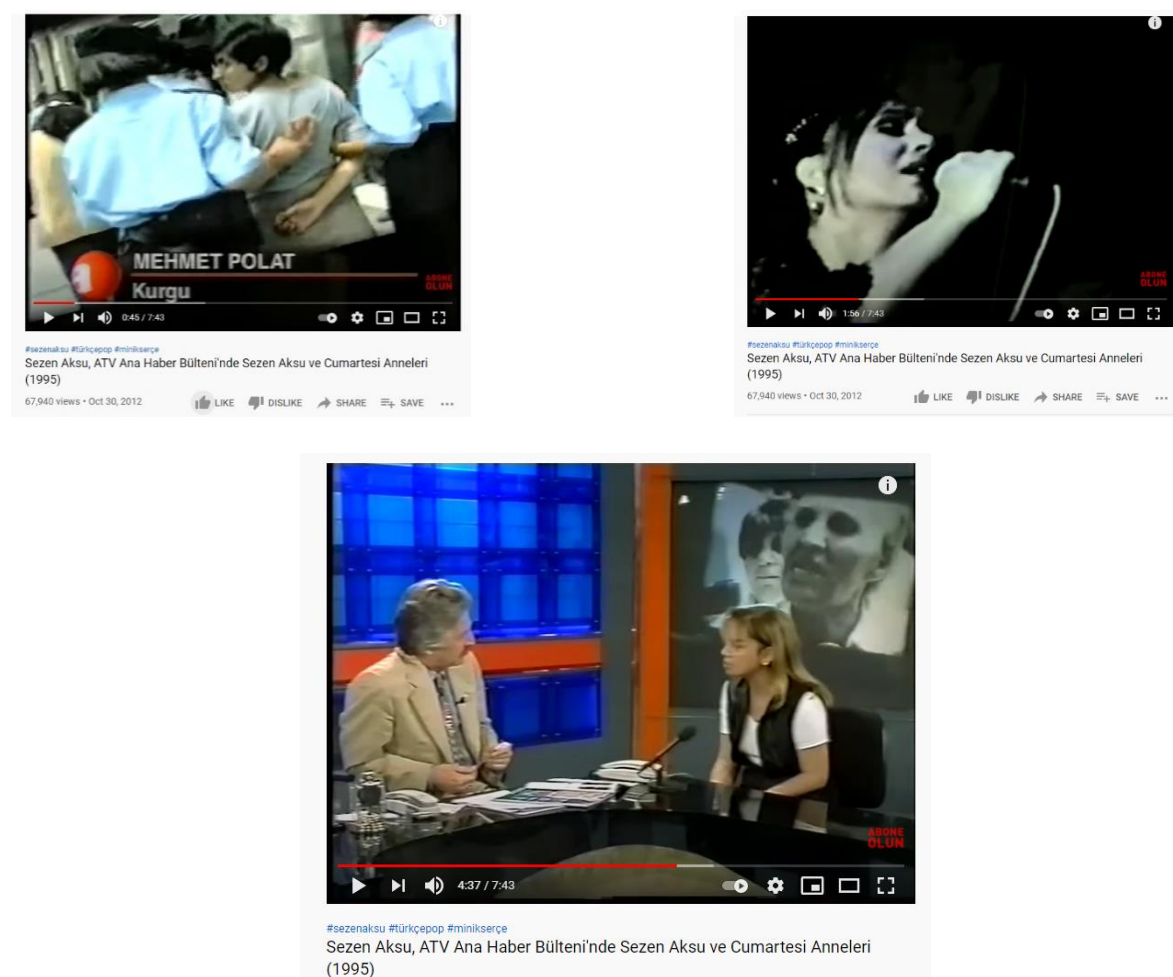 MEHMET POLAT
Kurgu
ABONE
OLUN
0:45 / 7:43
#sezenaksu #türkçepop #minikserçe
Sezen Aksu, ATV Ana Haber Bülteni'nde Sezen Aksu ve Cumartesi Anneleri
(1995)
67,940 views • Oct 30, 2012 LIKE DISLIKE SHARE SAVE
ABONE
OLUN
1:56 / 7:43
#sezenaksu #türkçepop #minikserçe
Sezen Aksu, ATV Ana Haber Bülteni'nde Sezen Aksu ve Cumartesi Anneleri
(1995)
67,940 views • Oct 30, 2012 LIKE DISLIKE SHARE SAVE
ABONE
OLUN
4:37 / 7:43
#sezenaksu #türkçepop #minikserçe
Sezen Aksu, ATV Ana Haber Bülteni'nde Sezen Aksu ve Cumartesi Anneleri
(1995)